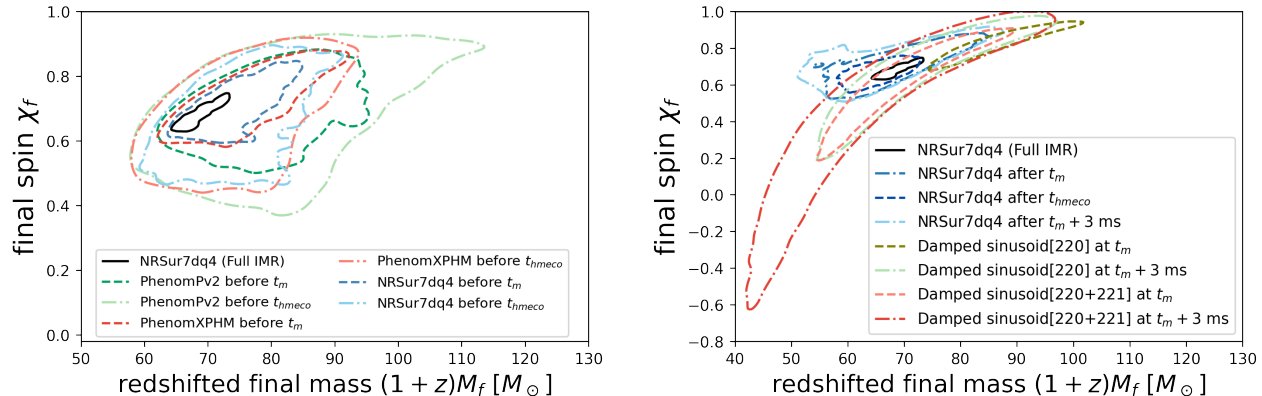 1.0
0.8
0.6
0.4
0.2
0.0
final spin χf
50 60 70 80 90 100 110 120 130
redshifted final mass (1 + z)Mf [M⊙]
NRSur7dq4 (Full IMR)
PhenomPv2 before tm
PhenomPv2 before thmeco
PhenomXPHM before tm
PhenomXPHM before thmeco
NRSur7dq4 before tm
NRSur7dq4 before thmeco
1.0
0.8
0.6
0.4
0.2
0.0
−0.2
−0.4
−0.6
−0.8
final spin χf
40 50 60 70 80 90 100 110 120 130
redshifted final mass (1 + z)Mf [M⊙]
NRSur7dq4 (Full IMR)
NRSur7dq4 after tm
NRSur7dq4 after thmeco
NRSur7dq4 after tm + 3 ms
Damped sinusoid[220] at tm
Damped sinusoid[220] at tm + 3 ms
Damped sinusoid[220+221] at tm
Damped sinusoid[220+221] at tm + 3 ms